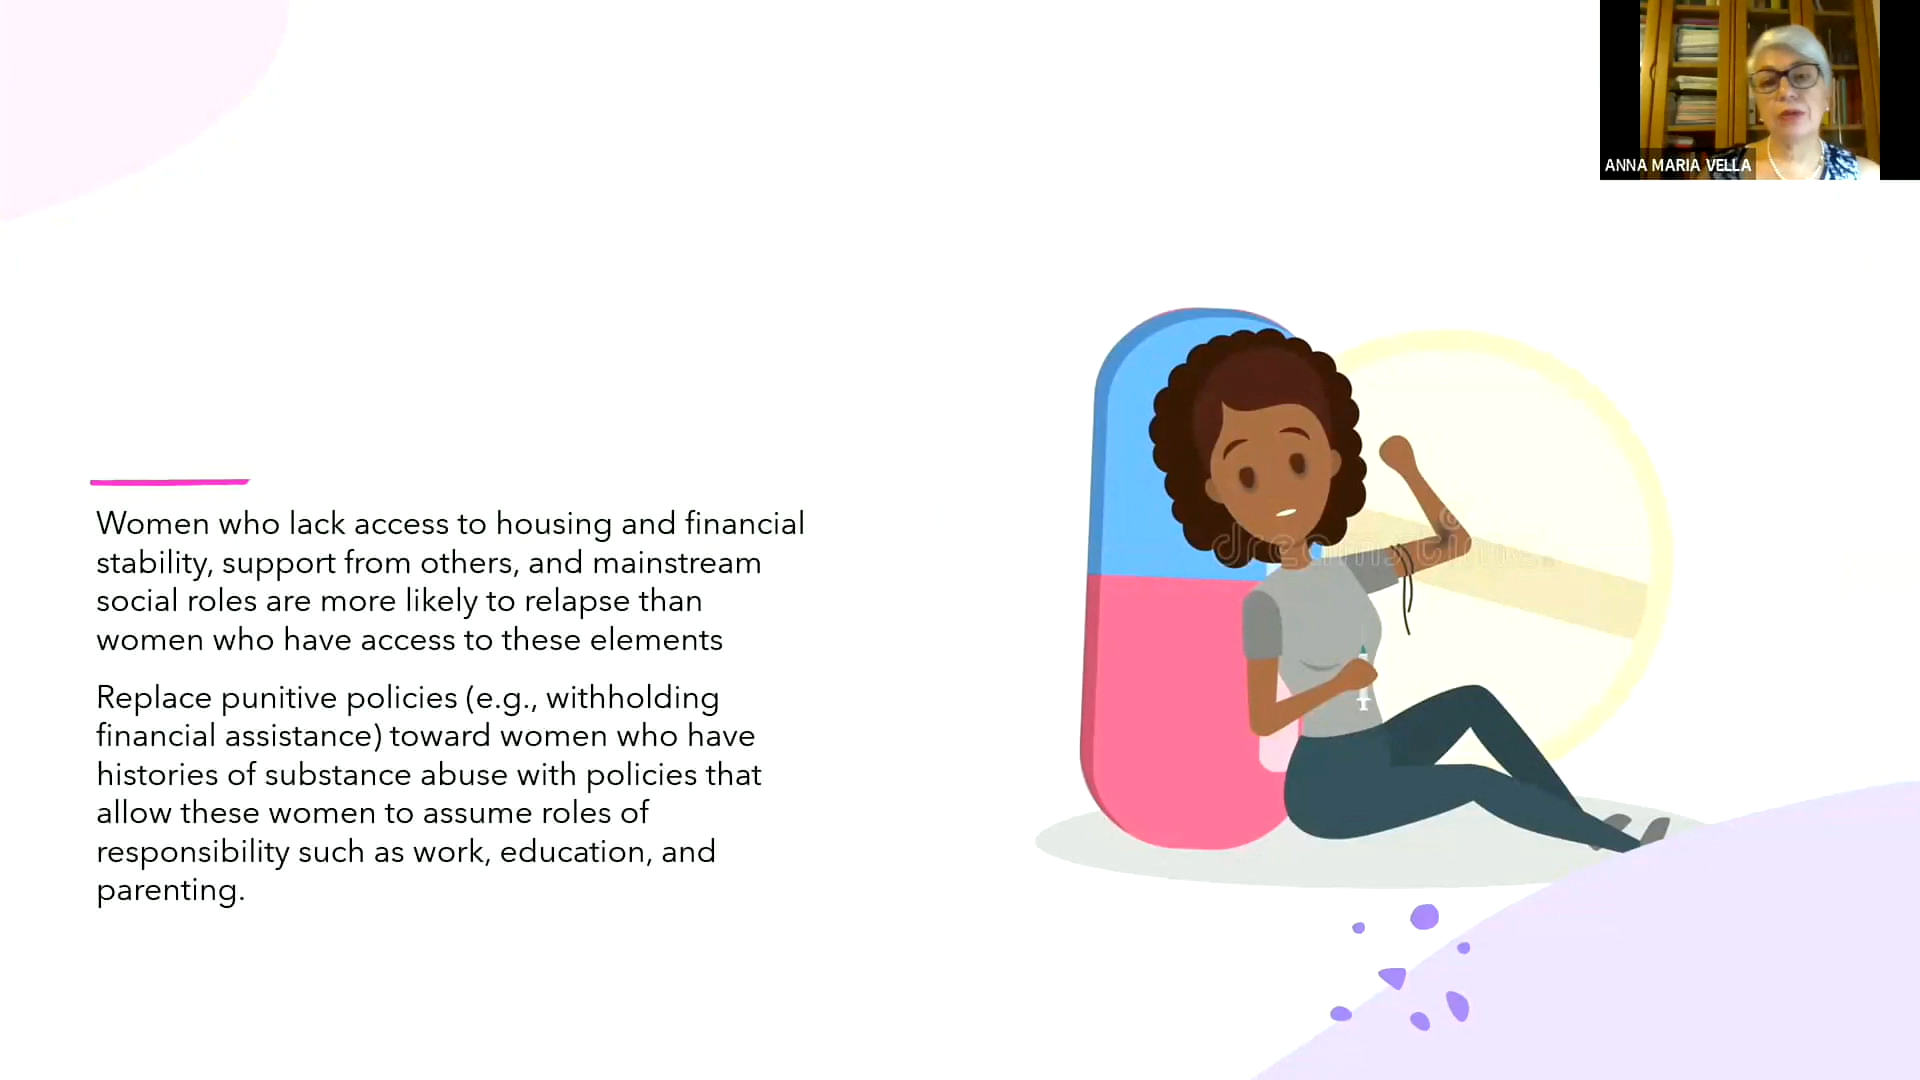 ANNA MARIA VELLA
Women who lack access to housing and financial
stability, support from others, and mainstream
social roles are more likely to relapse than
women who have access to these elements
Replace punitive policies (e.g., withholding
financial assistance) toward women who have
histories of substance abuse with policies that
allow these women to assume roles of
responsibility such as work, education, and
parenting.